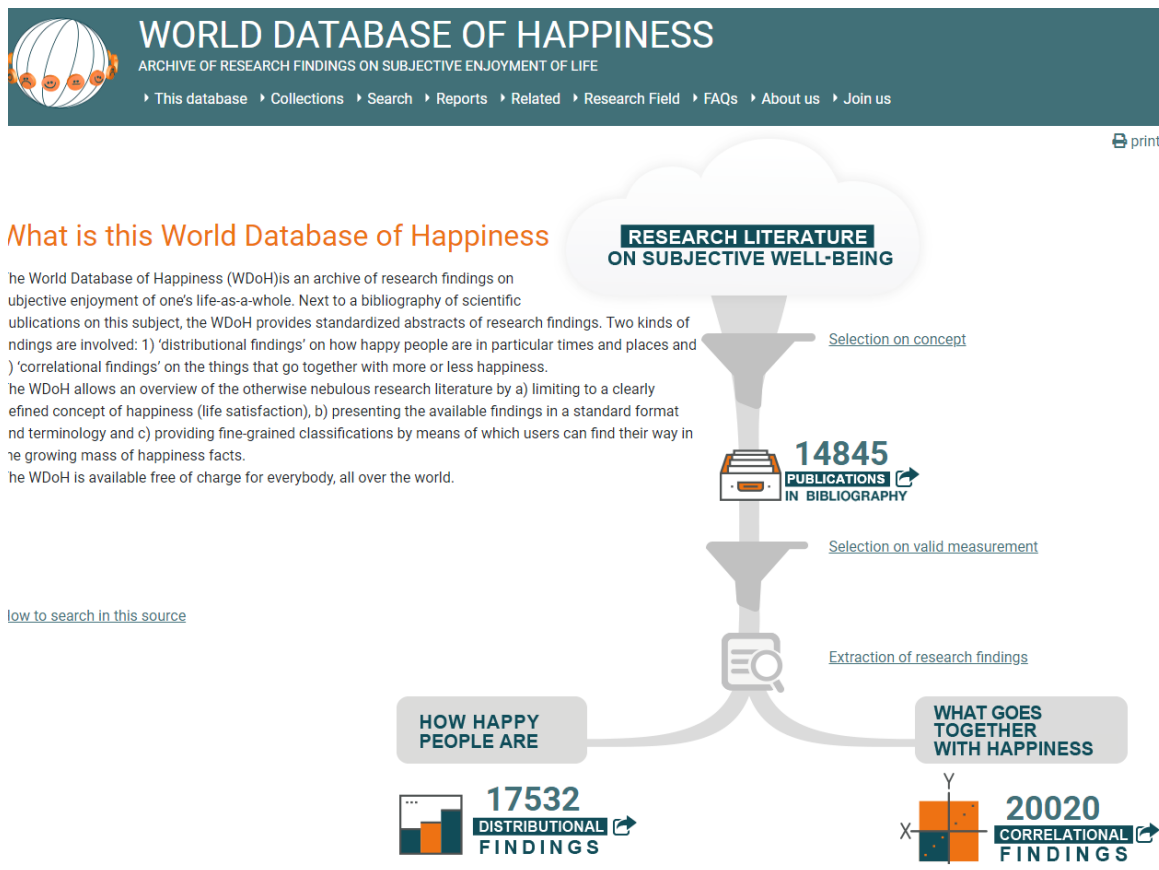 WORLD DATABASE OF HAPPINESS
ARCHIVE OF RESEARCH FINDINGS ON SUBJECTIVE ENJOYMENT OF LIFE
This database Collections Search Reports Related Research Field FAQs About us Join us
print
What is this World Database of Happiness
he World Database of Happiness (WDoH)is an archive of research findings on
ubjective enjoyment of one's life-as-a-whole. Next to a bibliography of scientific
ublications on this subject, the WDoH provides standardized abstracts of research findings. Two kinds of
ndings are involved: 1) ‘distributional findings’ on how happy people are in particular times and places and
) ‘correlational findings’ on the things that go together with more or less happiness.
he WDoH allows an overview of the otherwise nebulous research literature by a) limiting to a clearly
efined concept of happiness (life satisfaction), b) presenting the available findings in a standard format
nd terminology and c) providing fine-grained classifications by means of which users can find their way in
he growing mass of happiness facts.
The WDoH is available free of charge for everybody, all over the world.
How to search in this source
RESEARCH LITERATURE
ON SUBJECTIVE WELL-BEING
Selection on concept
14845
PUBLICATIONS
IN BIBLIOGRAPHY
Selection on valid measurement
Extraction of research findings
HOW HAPPY
PEOPLE ARE
17532
DISTRIBUTIONAL
FINDINGS
WHAT GOES
TOGETHER
WITH HAPPINESS
Y
X
20020
CORRELATIONAL
FINDINGS